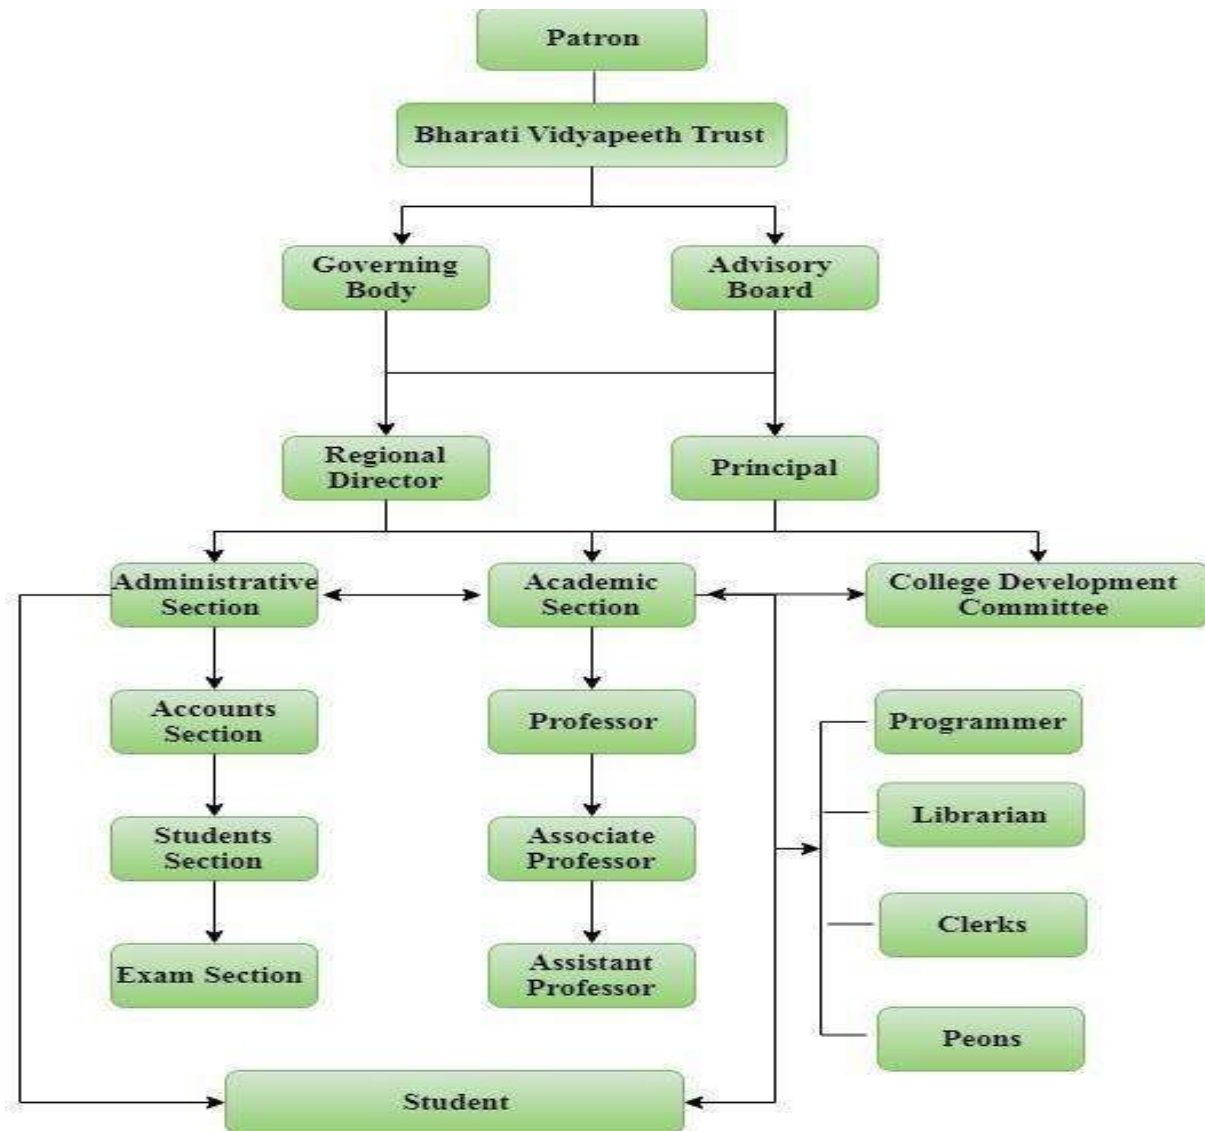 Patron
Bharati Vidyapeeth Trust
Governing
Body
Advisory
Board
Regional
Director
Principal
Administrative
Section
Academic
Section
College Development
Committee
Accounts
Section
Professor
Programmer
Students
Section
Associate
Professor
Librarian
Clerks
Exam Section
Assistant
Professor
Peons
Student